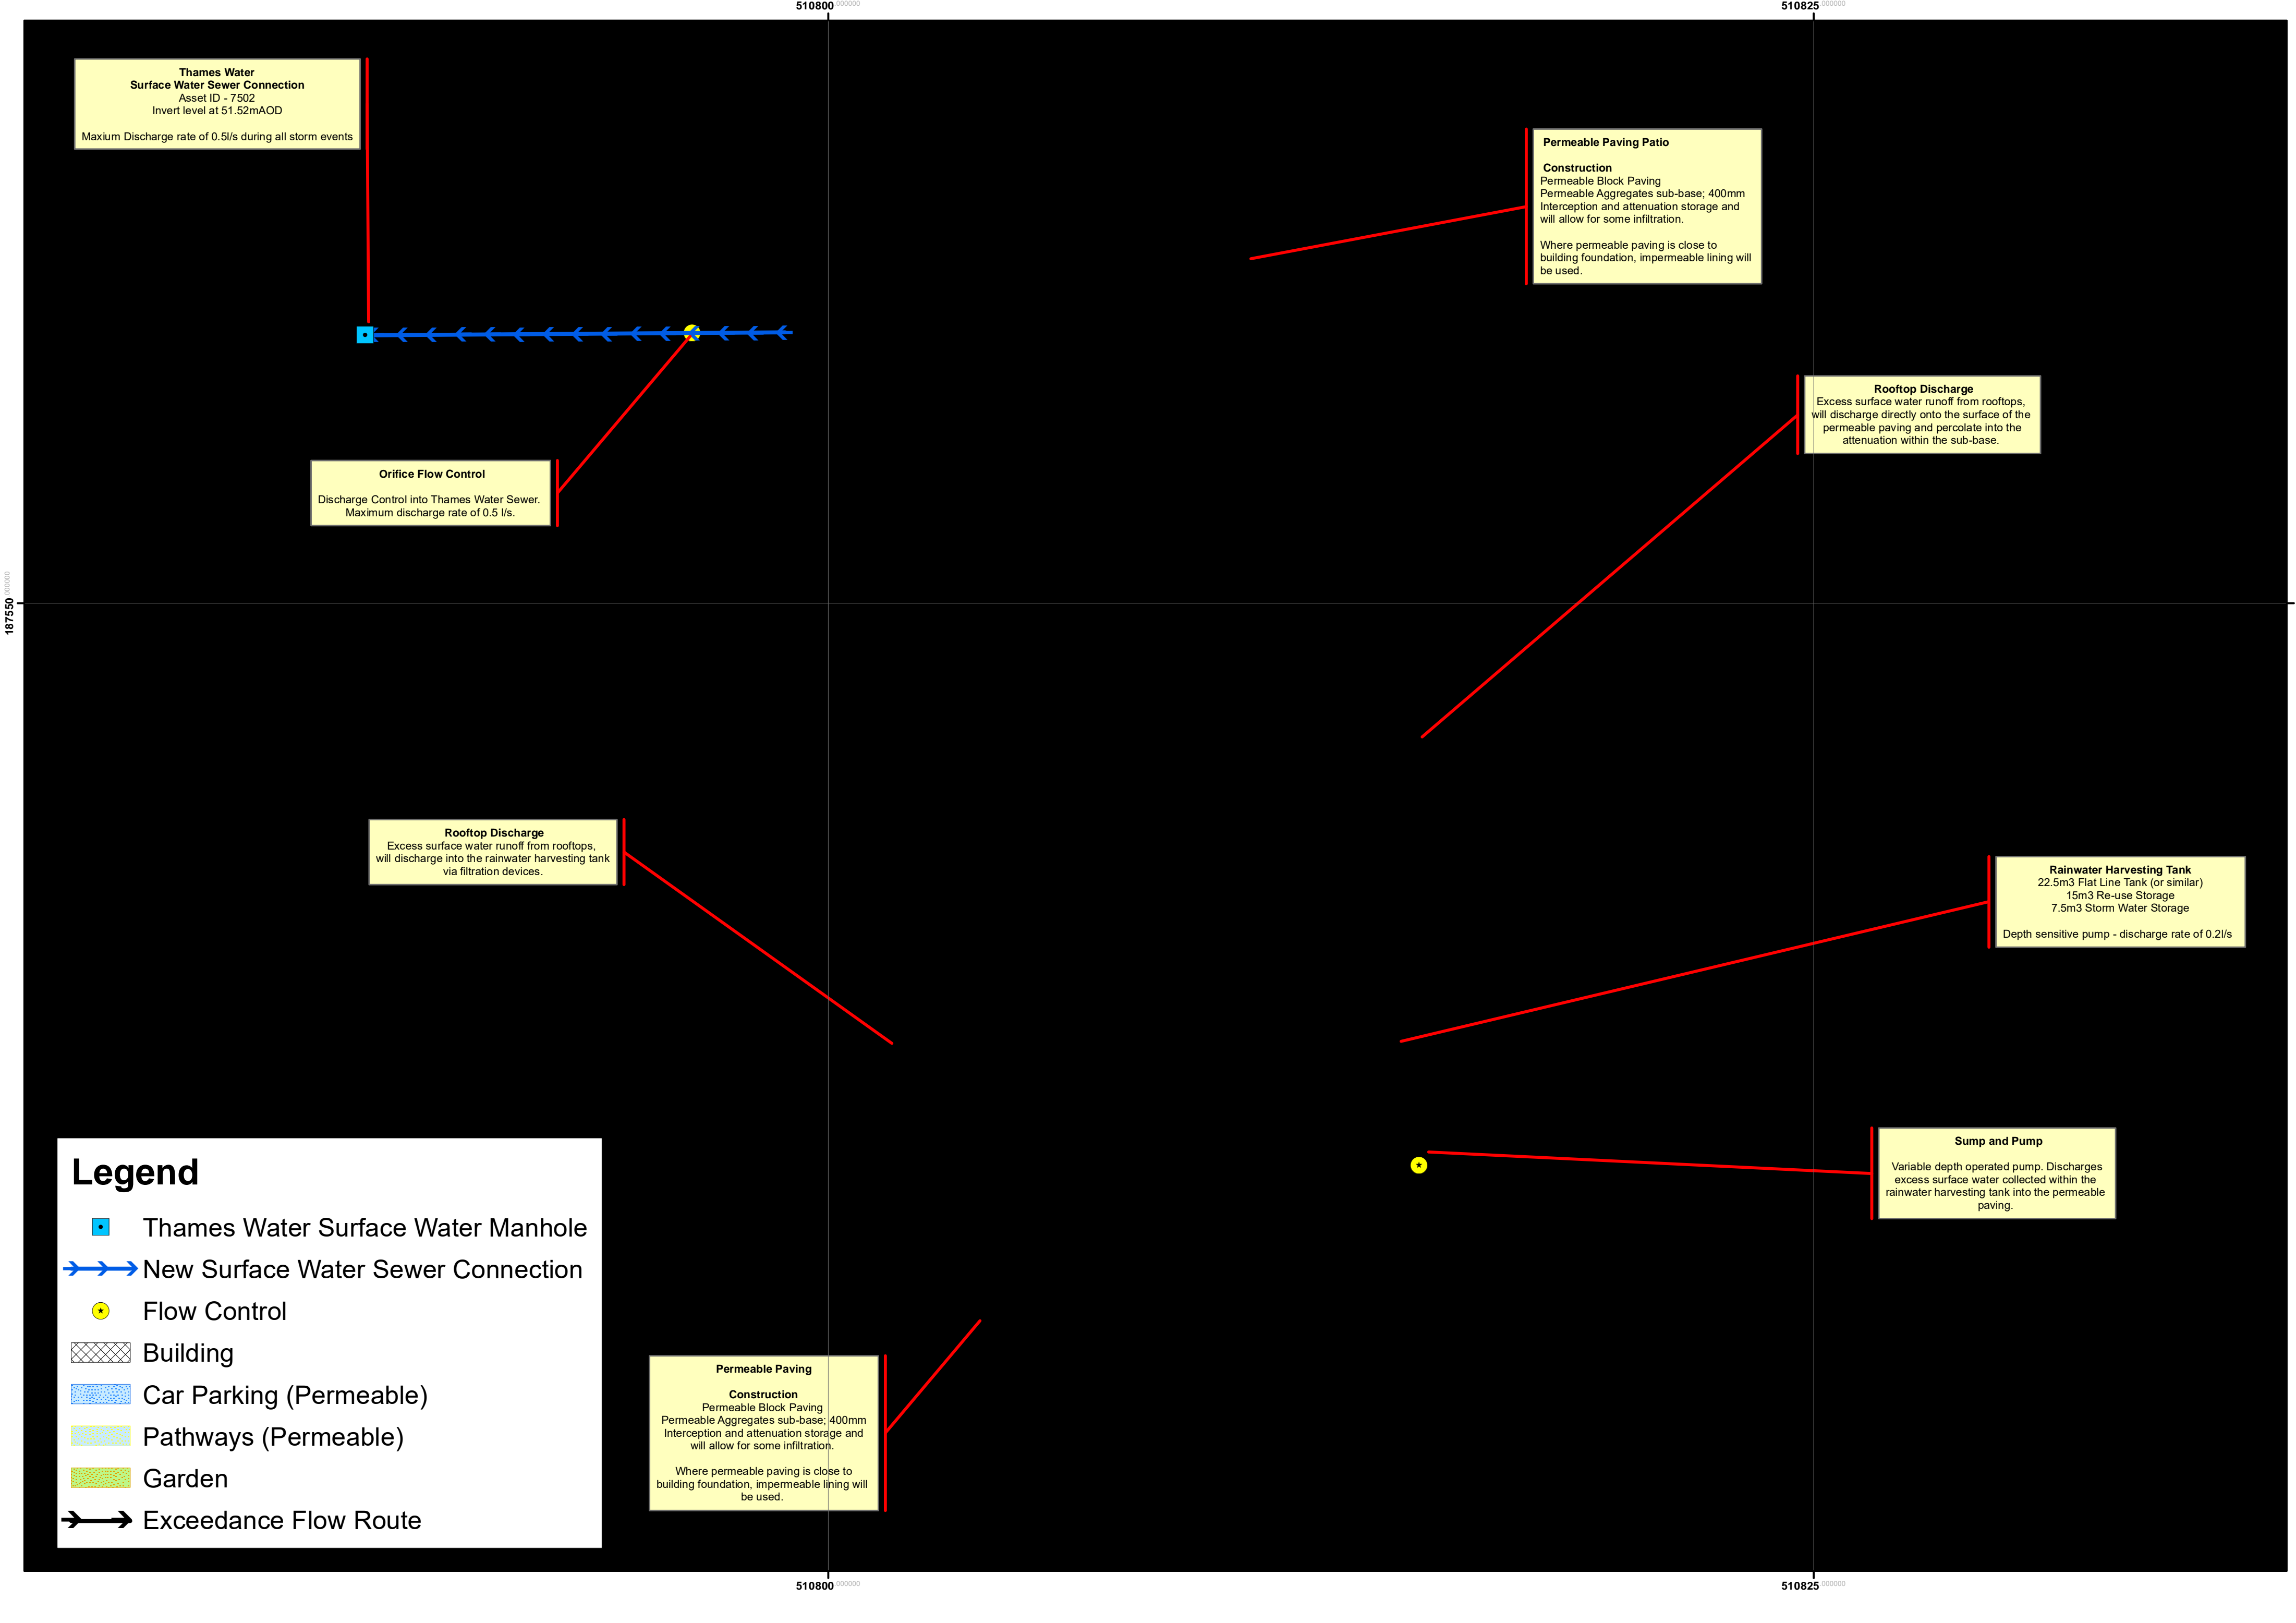 510800.000000
510825.000000
Thames Water
Surface Water Sewer Connection
Asset ID - 7502
Invert level at 51.52mAOD
Maxium Discharge rate of 0.5l/s during all storm events
Permeable Paving Patio
Construction
Permeable Block Paving
Permeable Aggregates sub-base; 400mm
Interception and attenuation storage and
will allow for some infiltration.
Where permeable paving is close to
building foundation, impermeable lining will
be used.
Rooftop Discharge
Excess surface water runoff from rooftops,
will discharge directly onto the surface of the
permeable paving and percolate into the
attenuation within the sub-base.
Orifice Flow Control
Discharge Control into Thames Water Sewer.
Maximum discharge rate of 0.5 l/s.
187550.000000
Rooftop Discharge
Excess surface water runoff from rooftops,
will discharge into the rainwater harvesting tank
via filtration devices.
Rainwater Harvesting Tank
22.5m3 Flat Line Tank (or similar)
15m3 Re-use Storage
7.5m3 Storm Water Storage
Depth sensitive pump - discharge rate of 0.2l/s
Sump and Pump
Variable depth operated pump. Discharges
excess surface water collected within the
rainwater harvesting tank into the permeable
paving.
Legend
Thames Water Surface Water Manhole
New Surface Water Sewer Connection
Flow Control
Building
Car Parking (Permeable)
Pathways (Permeable)
Garden
Exceedance Flow Route
Permeable Paving
Construction
Permeable Block Paving
Permeable Aggregates sub-base; 400mm
Interception and attenuation storage and
will allow for some infiltration.
Where permeable paving is close to
building foundation, impermeable lining will
be used.
510800.000000
510825.000000